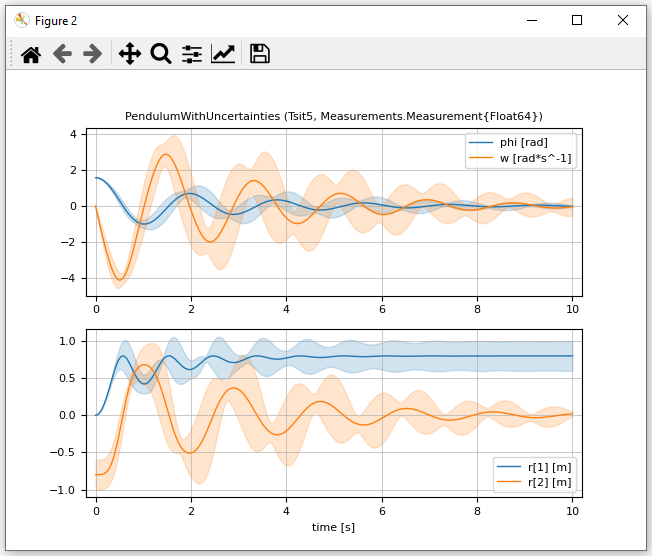 Figure 2
PendulumWithUncertainties (Tsit5, Measurements.Measurement{Float64})
4
2
0
−2
−4
phi [rad]
w [rad*s^-1]
0 2 4 6 8 10
1.0
0.5
0.0
−0.5
−1.0
r[1] [m]
r[2] [m]
0 2 4 6 8 10
time [s]